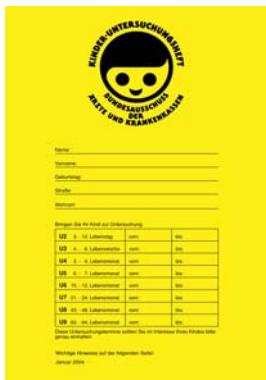 KINDER-UNTERSUCHUNGSHEFT
BUNDESAUSSCHUSS
DER
ÄRZTE UND KRANKENKASSEN
Name:
Vorname:
Geburtstag:
Straße:
Wohnort:
Bringen Sie Ihr Kind zur Untersuchung:
U2 3. - 10. Lebenstag vom: bis:
U3 4. - 6. Lebenswoche vom: bis:
U4 3. - 4. Lebensmonat vom: bis:
U5 6. - 7. Lebensmonat vom: bis:
U6 10. - 12. Lebensmonat vom: bis:
U7 21. - 24. Lebensmonat vom: bis:
U8 43. - 48. Lebensmonat vom: bis:
U9 60. - 64. Lebensmonat vom: bis:
Diese Untersuchungstermine sollten Sie im Interesse Ihres Kindes bitte
genau einhalten.
Wichtige Hinweise auf der folgenden Seite!
Januar 2004